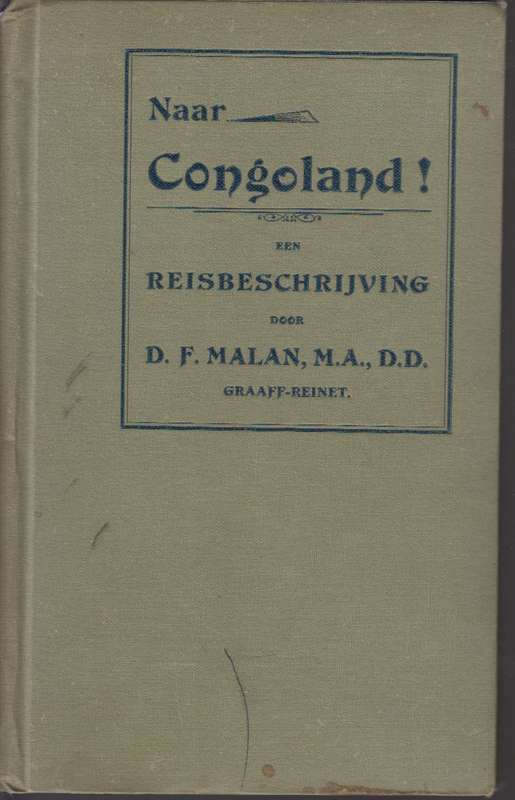 Naar
Congoland!
EEN
REISBESCHRIJVING
DOOR
D. F. MALAN, M.A., D.D.
GRAAFF-REINET.